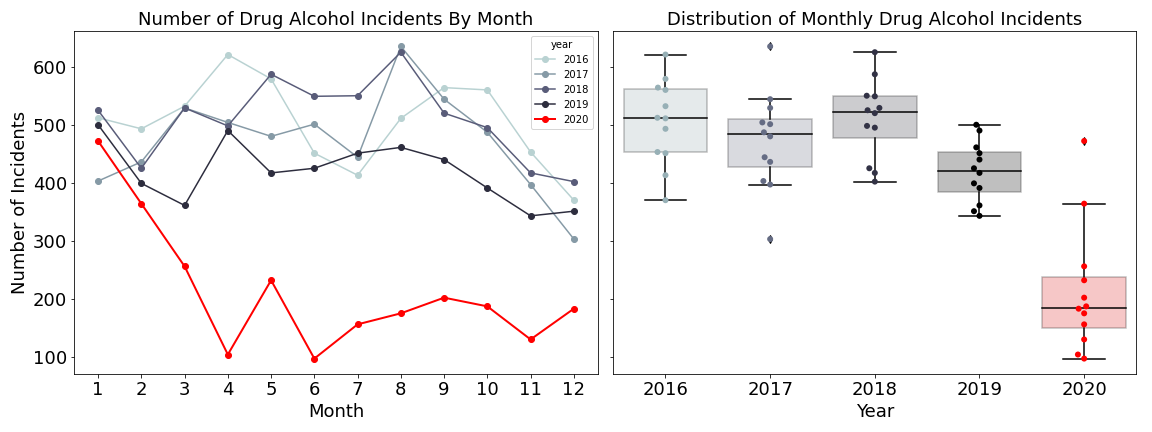 Number of Drug Alcohol Incidents By Month
Number of Incidents
600
500
400
300
200
100
year
2016
2017
2018
2019
2020
1 2 3 4 5 6 7 8 9 10 11 12
Month
Distribution of Monthly Drug Alcohol Incidents
2016 2017 2018 2019 2020
Year